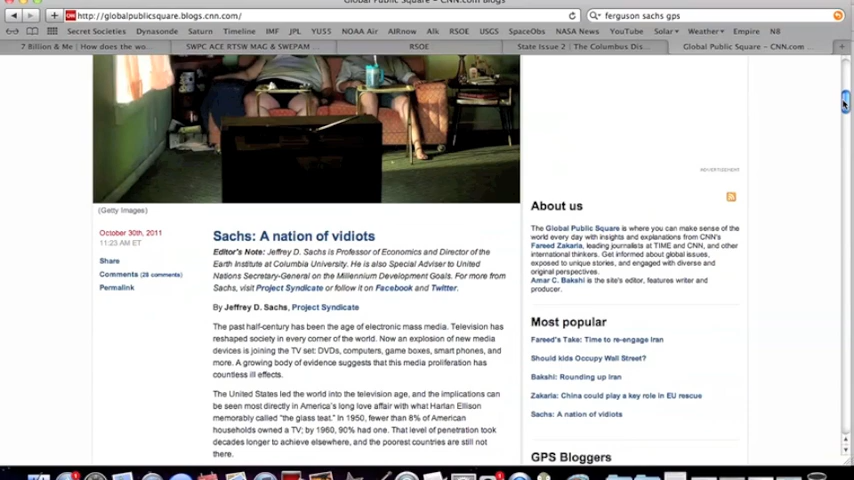 Global Public Square – CNN.com Blogs
http://globalpublicsquare.blogs.cnn.com/
ferguson sachs gps
Secret Societies Dynasonde Saturn Timeline IMF JPL YU55 NOAA Air AIRnow Alk RSOE USGS SpaceObs NASA News YouTube Solar Weather Empire N8
7 Billion & Me | How does the wo...
SWPC ACE RTSW MAG & SWEPAM ...
RSOE
State Issue 2 | The Columbus Dis...
Global Public Square – CNN.com ...
(Getty Images)
October 30th, 2011
11:23 AM ET
Share
Comments (28 comments)
Permalink
Sachs: A nation of vidiots
Editor's Note: Jeffrey D. Sachs is Professor of Economics and Director of the
Earth Institute at Columbia University. He is also Special Adviser to United
Nations Secretary-General on the Millennium Development Goals. For more from
Sachs, visit Project Syndicate or follow it on Facebook and Twitter.
By Jeffrey D. Sachs, Project Syndicate
The past half-century has been the age of electronic mass media. Television has
reshaped society in every corner of the world. Now an explosion of new media
devices is joining the TV set: DVDs, computers, game boxes, smart phones, and
more. A growing body of evidence suggests that this media proliferation has
countless ill effects.
The United States led the world into the television age, and the implications can
be seen most directly in America's long love affair with what Harlan Ellison
memorably called "the glass teat." In 1950, fewer than 8% of American
households owned a TV; by 1960, 90% had one. That level of penetration took
decades longer to achieve elsewhere, and the poorest countries are still not
there.
ADVERTISEMENT
About us
The Global Public Square is where you can make sense of the
world every day with insights and explanations from CNN's
Fareed Zakaria, leading journalists at TIME and CNN, and other
international thinkers. Get informed about global issues,
exposed to unique stories, and engaged with diverse and
original perspectives.
Amar C. Bakshi is the site's editor, features writer and
producer.
Most popular
Fareed's Take: Time to re-engage Iran
Should kids Occupy Wall Street?
Bakshi: Rounding up Iran
Zakaria: China could play a key role in EU rescue
Sachs: A nation of vidiots
GPS Bloggers